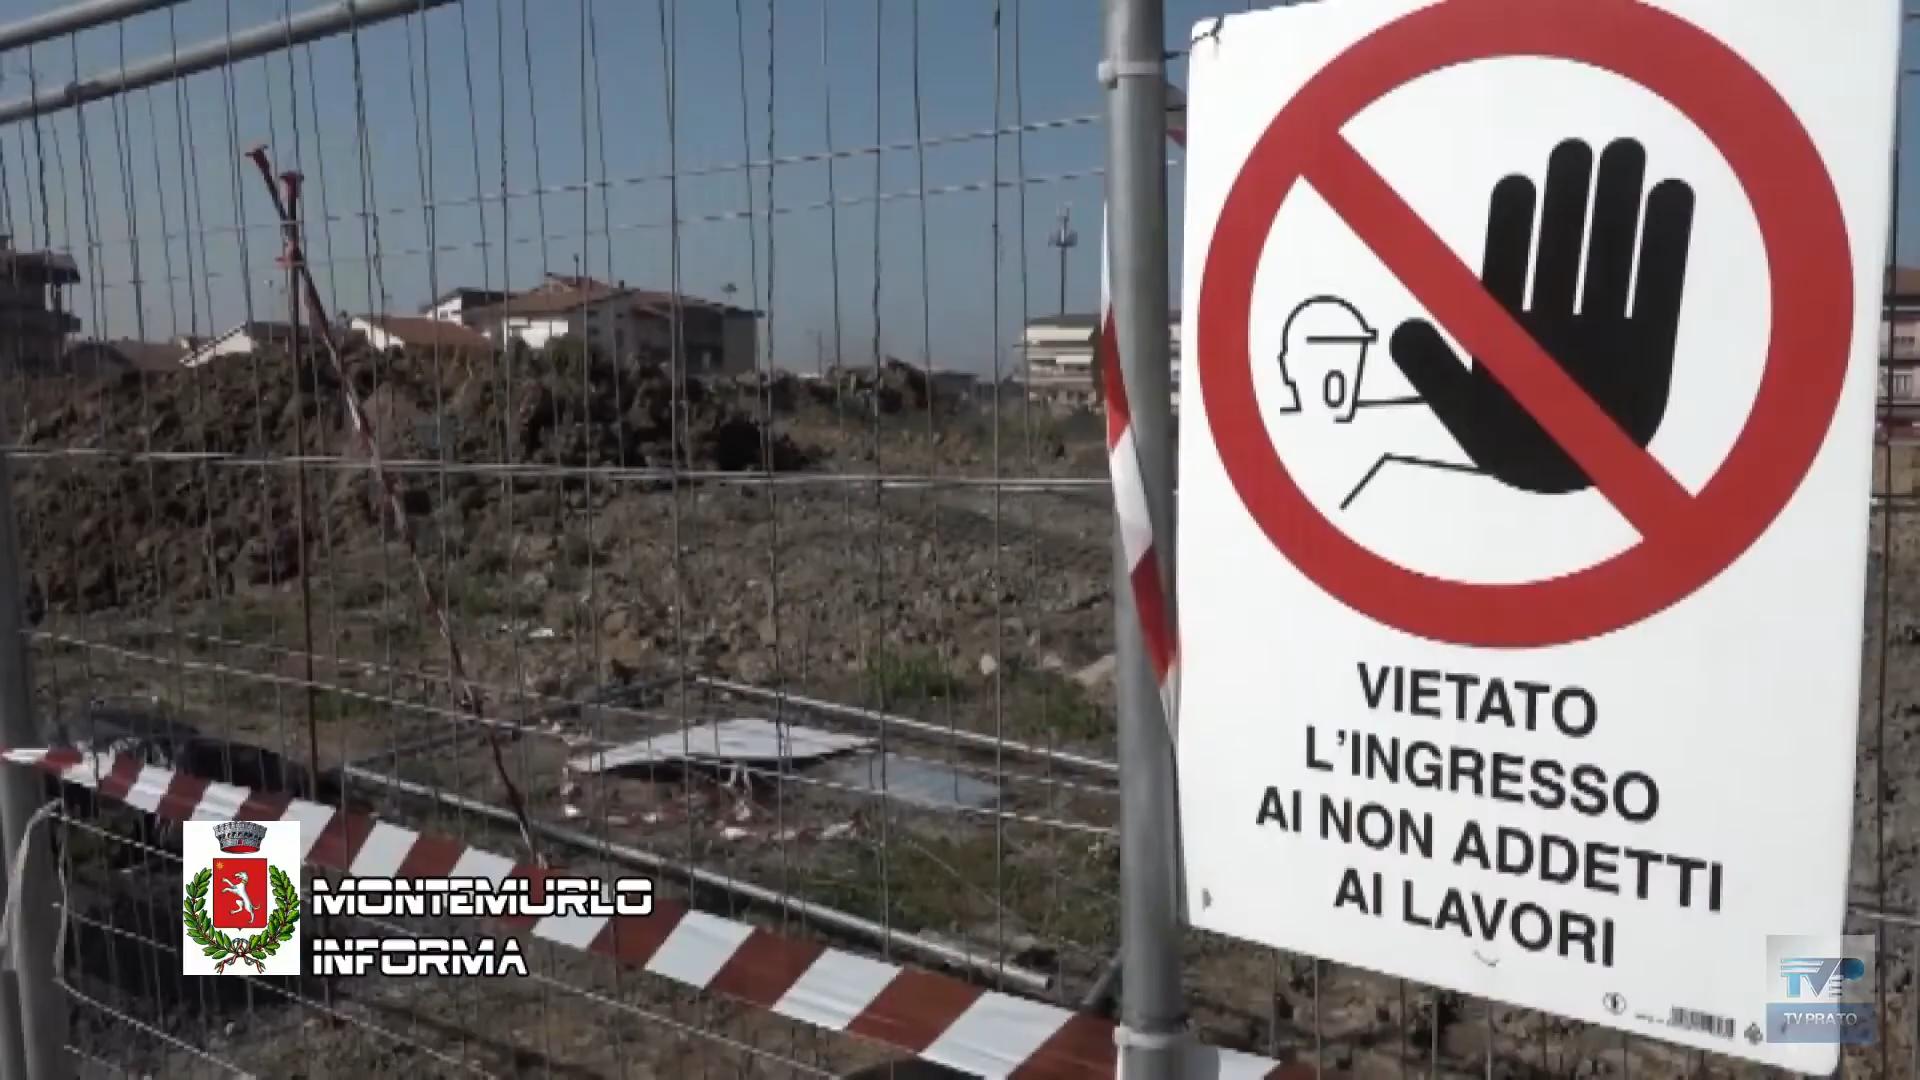 VIETATO
L'INGRESSO
AI NON ADDETTI
AI LAVORI
MONTEMURLO
INFORMA
TV PRATO